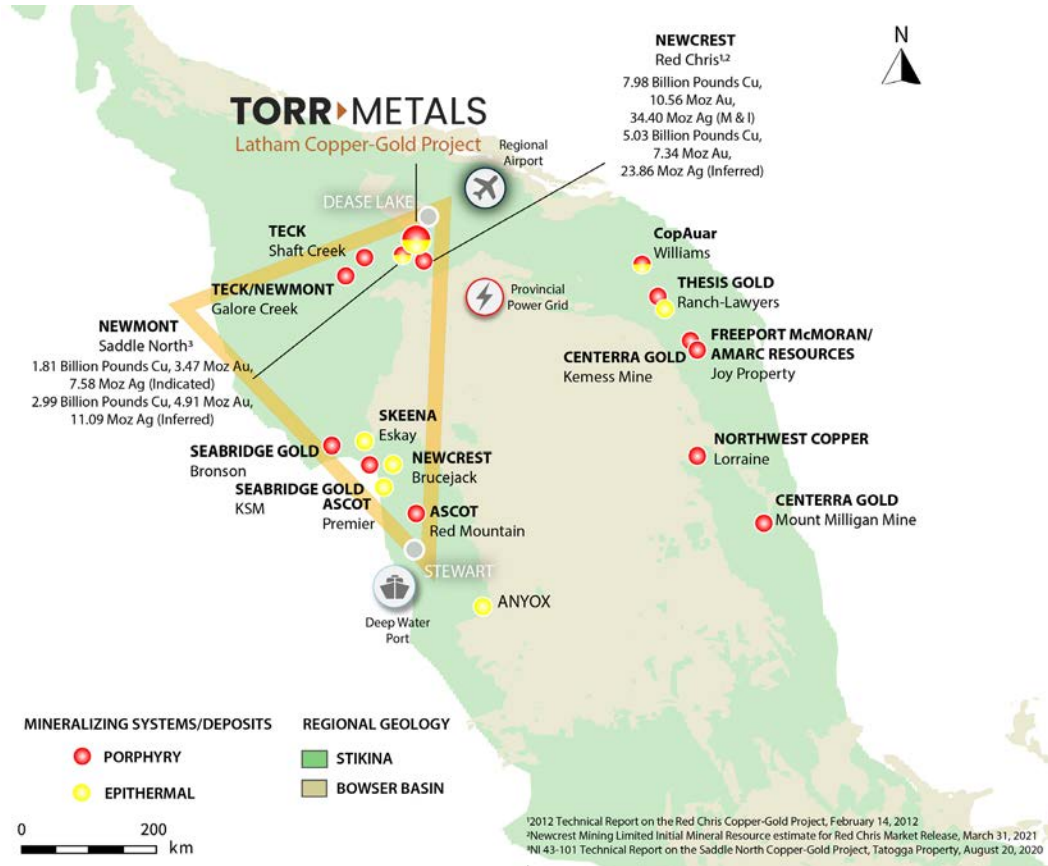 NEWCREST
Red Chris¹,²
7.98 Billion Pounds Cu,
10.56 Moz Au,
34.40 Moz Ag (M & I)
5.03 Billion Pounds Cu,
7.34 Moz Au,
23.86 Moz Ag (Inferred)
N
TORR METALS
Latham Copper-Gold Project
Regional
Airport
DEASE LAKE
TECK
Shaft Creek
TECK/NEWMONT
Galore Creek
Provincial
Power Grid
CopAuar
Williams
THESIS GOLD
Ranch-Lawyers
FREEPORT McMORAN/
AMARC RESOURCES
Joy Property
CENTERRA GOLD
Kemess Mine
NEWMONT
Saddle North³
1.81 Billion Pounds Cu, 3.47 Moz Au,
7.58 Moz Ag (Indicated)
2.99 Billion Pounds Cu, 4.91 Moz Au,
11.09 Moz Ag (Inferred)
SKEENA
Eskay
SEABRIDGE GOLD
Bronson
NEWCREST
Brucejack
SEABRIDGE GOLD
KSM
ASCOT
Premier
ASCOT
Red Mountain
STEWART
NORTHWEST COPPER
Lorraine
CENTERRA GOLD
Mount Milligan Mine
Deep Water
Port
ANYOX
MINERALIZING SYSTEMS/DEPOSITS
PORPHYRY
EPITHERMAL
REGIONAL GEOLOGY
STIKINA
BOWSER BASIN
0 200
km
¹2012 Technical Report on the Red Chris Copper-Gold Project, February 14, 2012
²Newcrest Mining Limited Initial Mineral Resource estimate for Red Chris Market Release, March 31, 2021
³NI 43-101 Technical Report on the Saddle North Copper-Gold Project, Tatogga Property, August 20, 2020